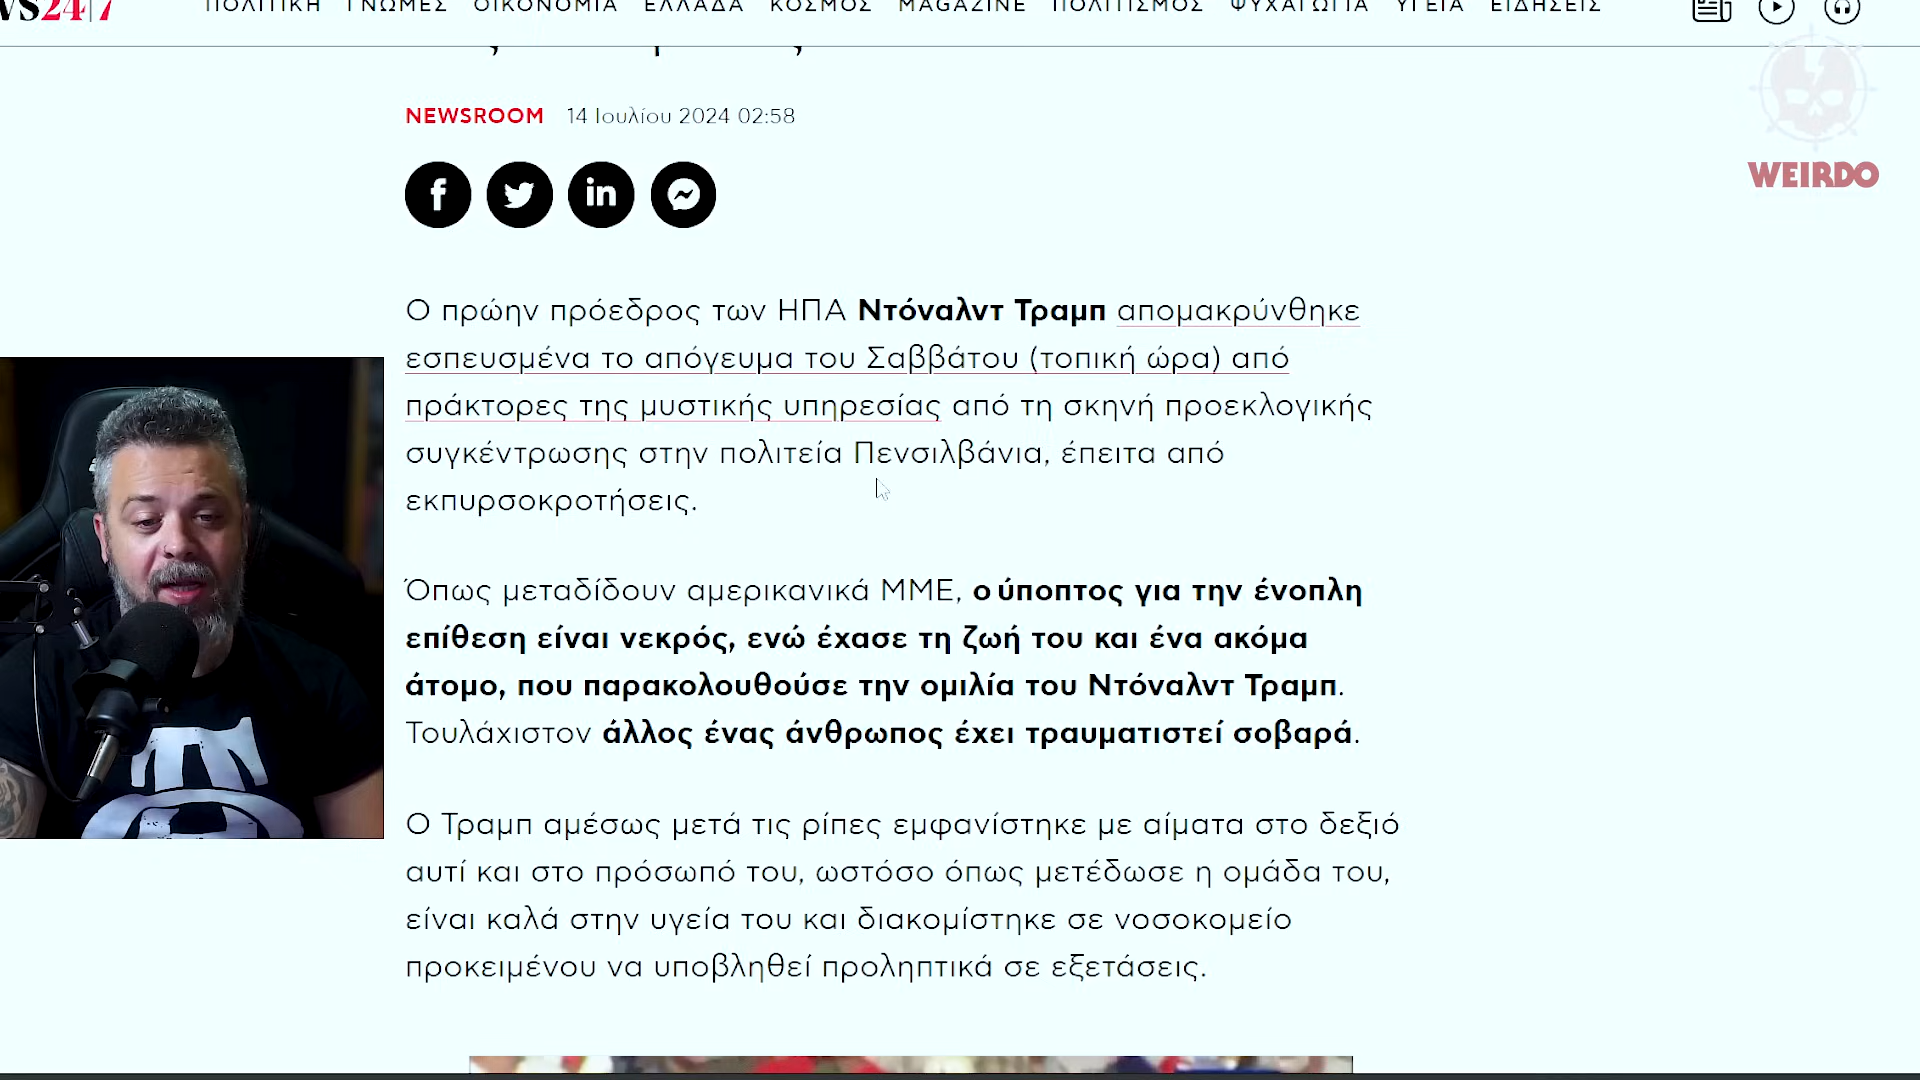 WS24|7
ΠΟΛΙΤΙΚΗ ΓΝΩΜΕΣ ΟΙΚΟΝΟΜΙΑ ΕΛΛΑΔΑ ΚΟΣΜΟΣ MAGAZINE ΠΟΛΙΤΙΣΜΟΣ ΨΥΧΑΓΩΓΙΑ ΥΓΕΙΑ ΕΙΔΗΣΕΙΣ
NEWSROOM 14 Ιουλίου 2024 02:58
WEIRDO
Ο πρώην πρόεδρος των ΗΠΑ Ντόναλντ Τραμπ απομακρύνθηκε
εσπευσμένα το απόγευμα του Σαββάτου (τοπική ώρα) από
πράκτορες της μυστικής υπηρεσίας από τη σκηνή προεκλογικής
συγκέντρωσης στην πολιτεία Πενσιλβάνια, έπειτα από
εκπυρσοκροτήσεις.
Όπως μεταδίδουν αμερικανικά ΜΜΕ, ο ύποπτος για την ένοπλη
επίθεση είναι νεκρός, ενώ έχασε τη ζωή του και ένα ακόμα
άτομο, που παρακολουθούσε την ομιλία του Ντόναλντ Τραμπ.
Τουλάχιστον άλλος ένας άνθρωπος έχει τραυματιστεί σοβαρά.
Ο Τραμπ αμέσως μετά τις ρίπες εμφανίστηκε με αίματα στο δεξιό
αυτί και στο πρόσωπό του, ωστόσο όπως μετέδωσε η ομάδα του,
είναι καλά στην υγεία του και διακομίστηκε σε νοσοκομείο
προκειμένου να υποβληθεί προληπτικά σε εξετάσεις.